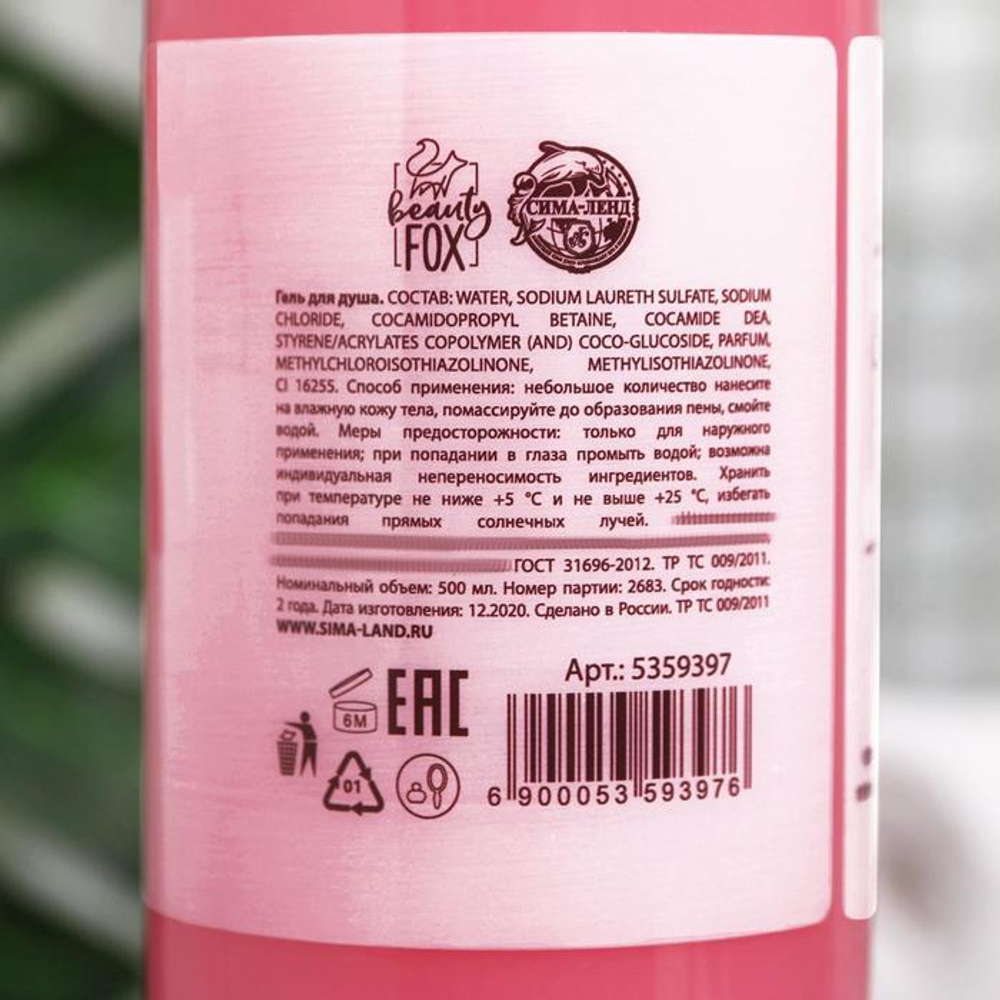 beauty
FOX
СИМА-ЛЕНД
Гель для душа. СОСТАВ: WATER, SODIUM LAURETH SULFATE, SODIUM
CHLORIDE, COCAMIDOPROPYL BETAINE, COCAMIDE DEA,
STYRENE/ACRYLATES COPOLYMER (AND) COCO-GLUCOSIDE, PARFUM,
METHYLCHLOROISOTHIAZOLINONE, METHYLISOTHIAZOLINONE,
CI 16255. Способ применения: небольшое количество нанесите
на влажную кожу тела, помассируйте до образования пены, смойте
водой. Меры предосторожности: только для наружного
применения; при попадании в глаза промыть водой; возможна
индивидуальная непереносимость ингредиентов. Хранить
при температуре не ниже +5 °С и не выше +25 °С, избегать
попадания прямых солнечных лучей.
ГОСТ 31696-2012. ТР ТС 009/2011.
Номинальный объем: 500 мл. Номер партии: 2683. Срок годности:
2 года. Дата изготовления: 12.2020. Сделано в России. ТР ТС 009/2011
WWW.SIMA-LAND.RU
Арт.: 5359397
6М
ЕАС
01
6 900053 593976